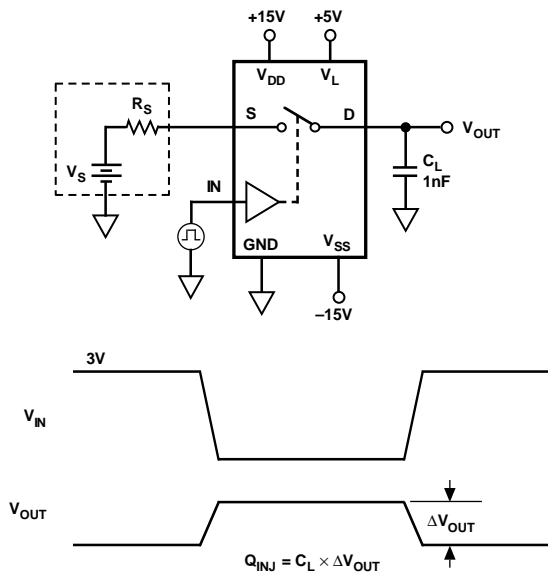 +15V +5V
V_DD V_L
R_S
S D
V_OUT
V_S
C_L
1nF
IN
GND V_SS
–15V
3V
V_IN
V_OUT
ΔV_OUT
Q_INJ = C_L × ΔV_OUT